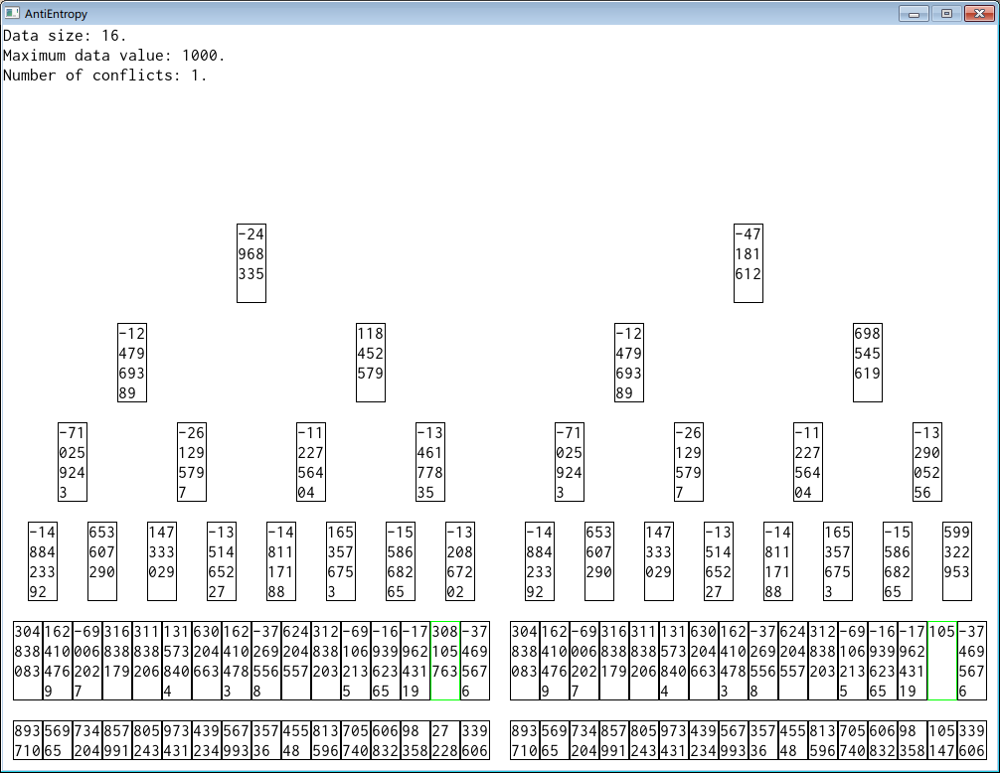 AntiEntropy
Data size: 16.
Maximum data value: 1000.
Number of conflicts: 1.
-24 -47
968 181
335 612
-12 118 -12 698
479 452 479 545
693 579 693 619
89 89
-71 -26 -11 -13 -71 -26 -11 -13
025 129 227 461 025 129 227 290
924 579 564 778 924 579 564 052
3 7 04 35 3 7 04 56
-14 653 147 -13 -14 165 -15 -13 -14 653 147 -13 -14 165 -15 599
884 607 333 514 811 357 586 208 884 607 333 514 811 357 586 322
233 290 029 652 171 675 682 672 233 290 029 652 171 675 682 953
92 27 88 3 65 02 92 27 88 3 65
304 162 -69 316 311 131 630 162 -37 624 312 -69 -16 -17 308 -37 304 162 -69 316 311 131 630 162 -37 624 312 -69 -16 -17 105 -37
838 410 006 838 838 573 204 410 269 204 838 106 939 962 105 469 838 410 006 838 838 573 204 410 269 204 838 106 939 962 469
083 476 202 179 206 840 663 478 556 557 203 213 623 431 763 567 083 476 202 179 206 840 663 478 556 557 203 213 623 431 567
9 7 4 3 8 5 65 19 6 9 7 4 3 8 5 65 19 6
893 569 734 857 805 973 439 567 357 455 813 705 606 98 27 339 893 569 734 857 805 973 439 567 357 455 813 705 606 98 105 339
710 65 204 991 243 431 234 993 36 48 596 740 832 358 228 606 710 65 204 991 243 431 234 993 36 48 596 740 832 358 147 606